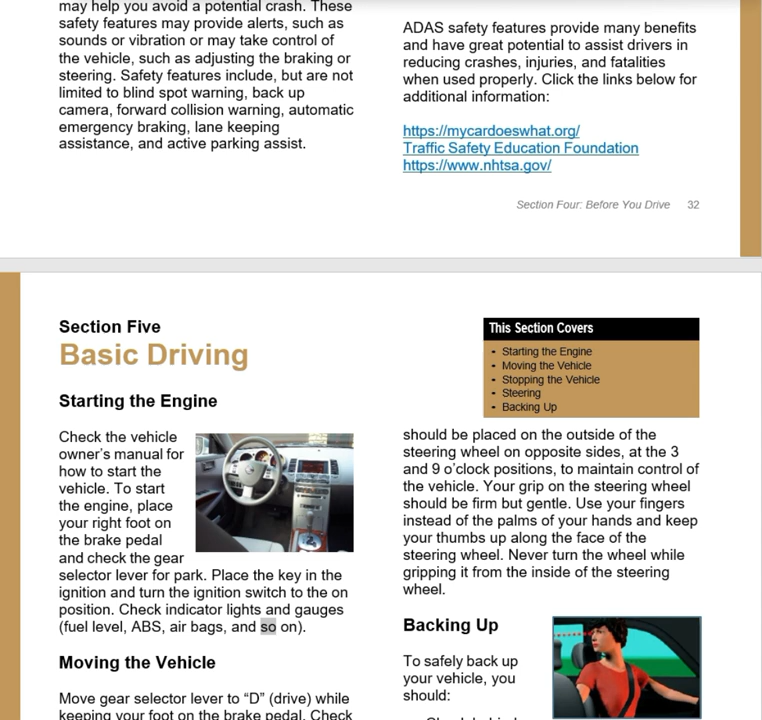 may help you avoid a potential crash. These
safety features may provide alerts, such as
sounds or vibration or may take control of
the vehicle, such as adjusting the braking or
steering. Safety features include, but are not
limited to blind spot warning, back up
camera, forward collision warning, automatic
emergency braking, lane keeping
assistance, and active parking assist.
ADAS safety features provide many benefits
and have great potential to assist drivers in
reducing crashes, injuries, and fatalities
when used properly. Click the links below for
additional information:
https://mycardoeswhat.org/
Traffic Safety Education Foundation
https://www.nhtsa.gov/
Section Four: Before You Drive 32
Section Five
Basic Driving
This Section Covers
• Starting the Engine
• Moving the Vehicle
• Stopping the Vehicle
• Steering
• Backing Up
Starting the Engine
Check the vehicle
owner's manual for
how to start the
vehicle. To start
the engine, place
your right foot on
the brake pedal
and check the gear
selector lever for park. Place the key in the
ignition and turn the ignition switch to the on
position. Check indicator lights and gauges
(fuel level, ABS, air bags, and so on).
Moving the Vehicle
Move gear selector lever to “D” (drive) while
keeping your foot on the brake pedal. Check
should be placed on the outside of the
steering wheel on opposite sides, at the 3
and 9 o'clock positions, to maintain control of
the vehicle. Your grip on the steering wheel
should be firm but gentle. Use your fingers
instead of the palms of your hands and keep
your thumbs up along the face of the
steering wheel. Never turn the wheel while
gripping it from the inside of the steering
wheel.
Backing Up
To safely back up
your vehicle, you
should: